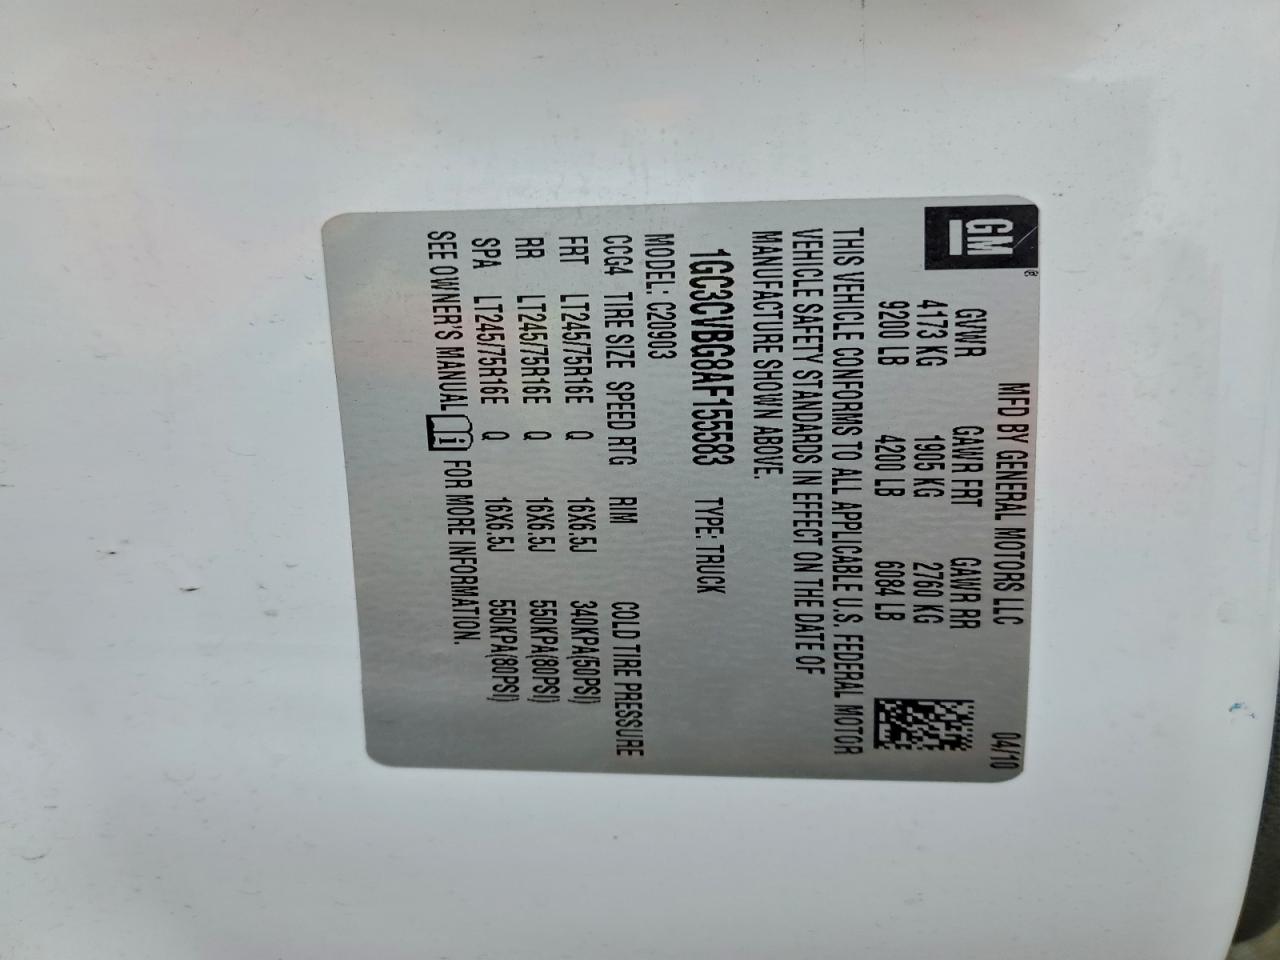 GM®
MFD BY GENERAL MOTORS LLC 04/10
GVWR GAWR FRT GAWR RR
4173 KG 1905 KG 2760 KG
9200 LB 4200 LB 6084 LB
THIS VEHICLE CONFORMS TO ALL APPLICABLE U.S. FEDERAL MOTOR
VEHICLE SAFETY STANDARDS IN EFFECT ON THE DATE OF
MANUFACTURE SHOWN ABOVE.
1GC3CVBG8AF155583 TYPE: TRUCK
MODEL: C20903
CCG4 TIRE SIZE SPEED RTG RIM COLD TIRE PRESSURE
FRT LT245/75R16E Q 16X6.5J 340KPA(50PSI)
RR LT245/75R16E Q 16X6.5J 550KPA(80PSI)
SPA LT245/75R16E Q 16X6.5J 550KPA(80PSI)
SEE OWNER'S MANUAL i FOR MORE INFORMATION.